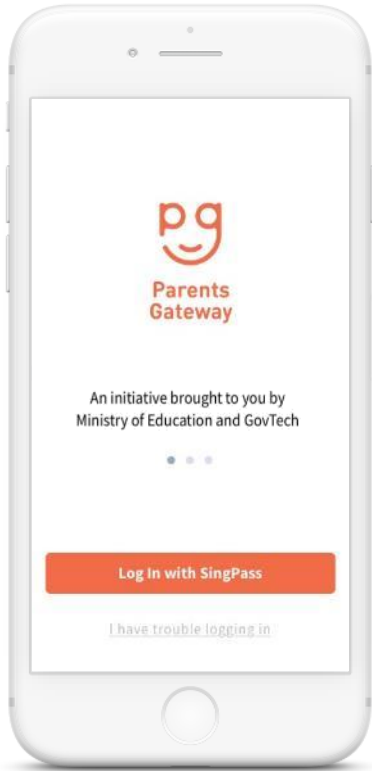 pg
Parents
Gateway
An initiative brought to you by
Ministry of Education and GovTech
Log In with SingPass
I have trouble logging in